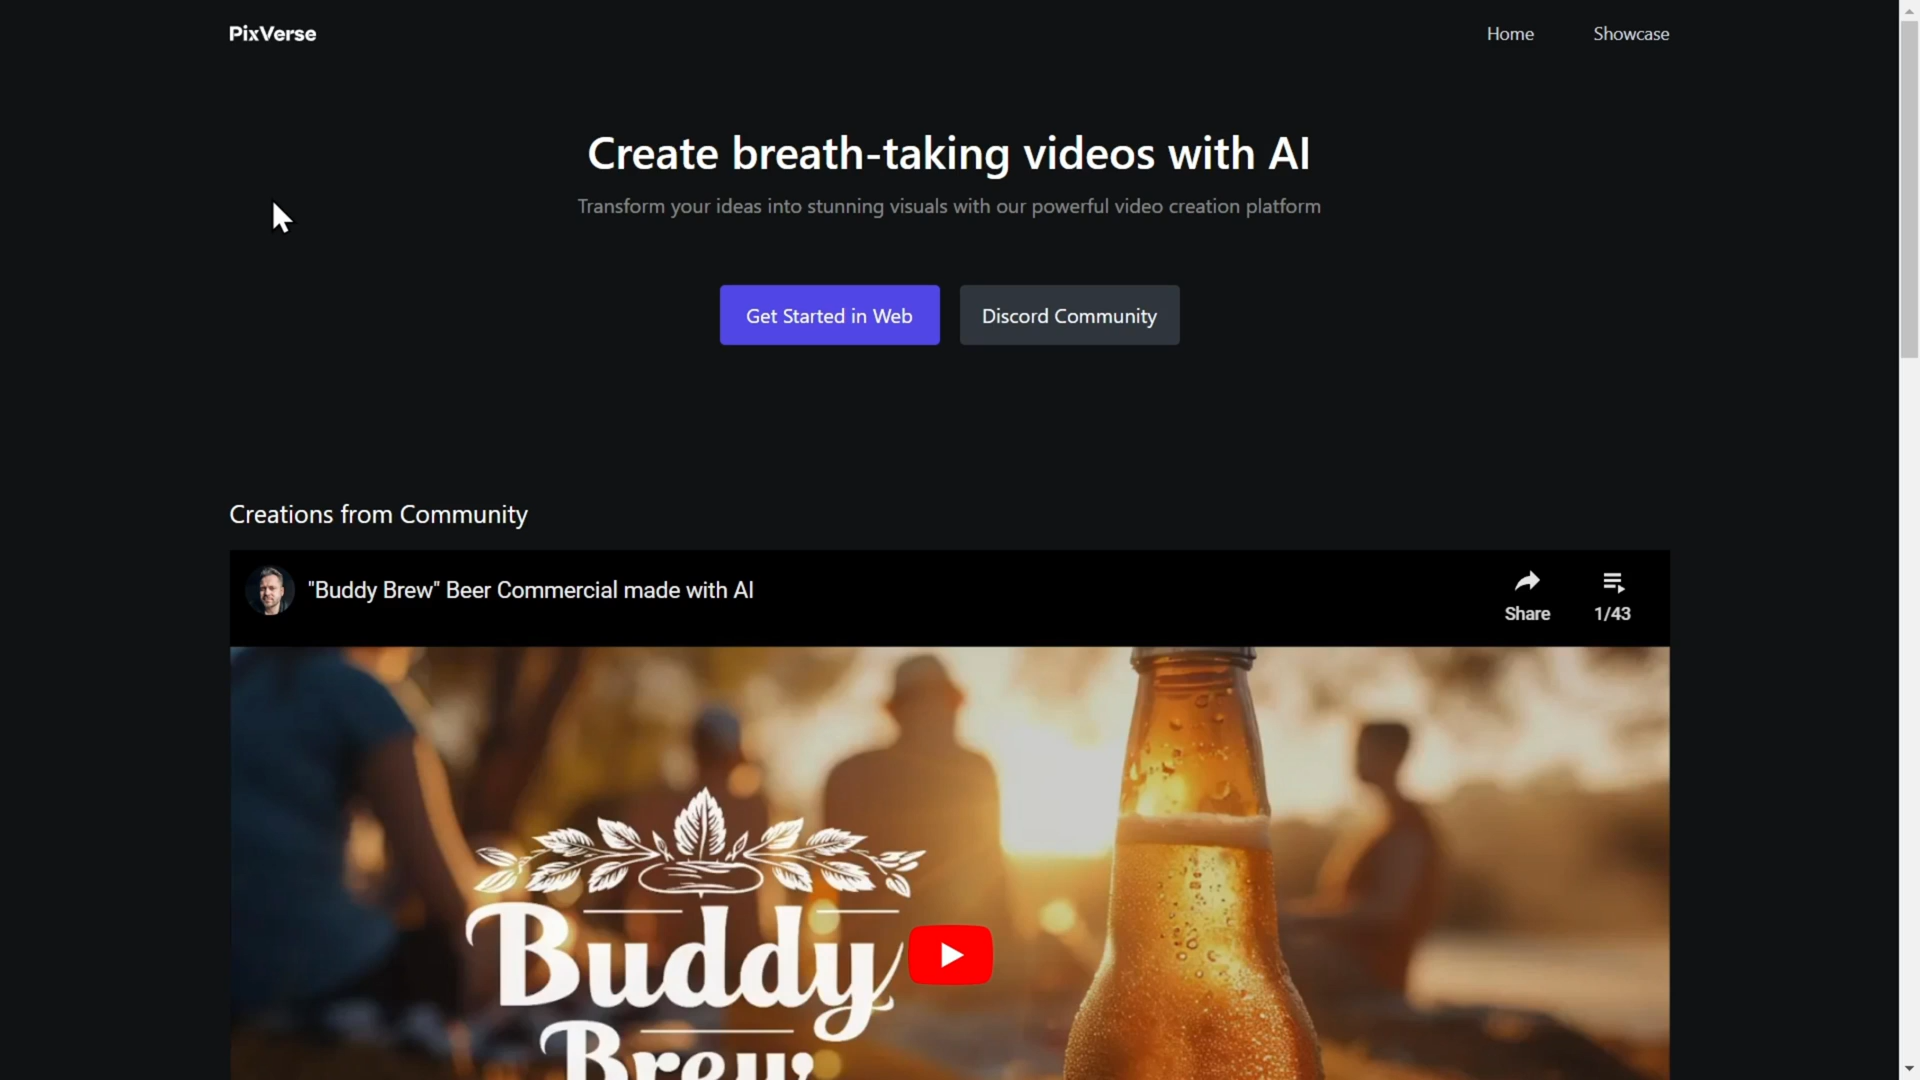 PixVerse
Home
Showcase
Create breath-taking videos with AI
Transform your ideas into stunning visuals with our powerful video creation platform
Get Started in Web
Discord Community
Creations from Community
"Buddy Brew" Beer Commercial made with AI
Share
1/43
Buddy
Brew